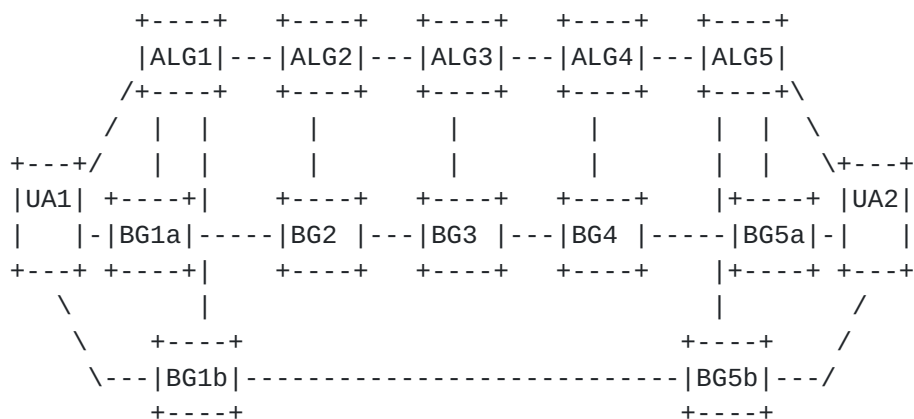 +----+   +----+   +----+   +----+   +----+
        |ALG1|---|ALG2|---|ALG3|---|ALG4|---|ALG5|
       /+----+   +----+   +----+   +----+   +----+\
      /  |  |      |        |        |       |  |  \
+---+/   |  |      |        |        |       |  |   \+---+
|UA1| +----+|    +----+   +----+   +----+    |+----+ |UA2|
|   |-|BG1a|-----|BG2 |---|BG3 |---|BG4 |-----|BG5a|-|   |
+---+ +----+|    +----+   +----+   +----+    |+----+ +---+
   \        |                                |        /
    \    +----+                            +----+    /
     \---|BG1b|----------------------------|BG5b|---/
         +----+                            +----+